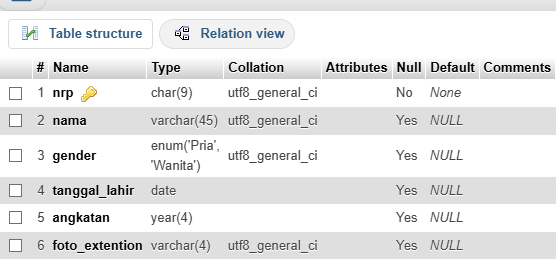 Table structure Relation view
# Name Type Collation Attributes Null Default Comments
1 nrp char(9) utf8_general_ci No None
2 nama varchar(45) utf8_general_ci Yes NULL
3 gender enum('Pria', 'Wanita') utf8_general_ci Yes NULL
4 tanggal_lahir date Yes NULL
5 angkatan year(4) Yes NULL
6 foto_extention varchar(4) utf8_general_ci Yes NULL